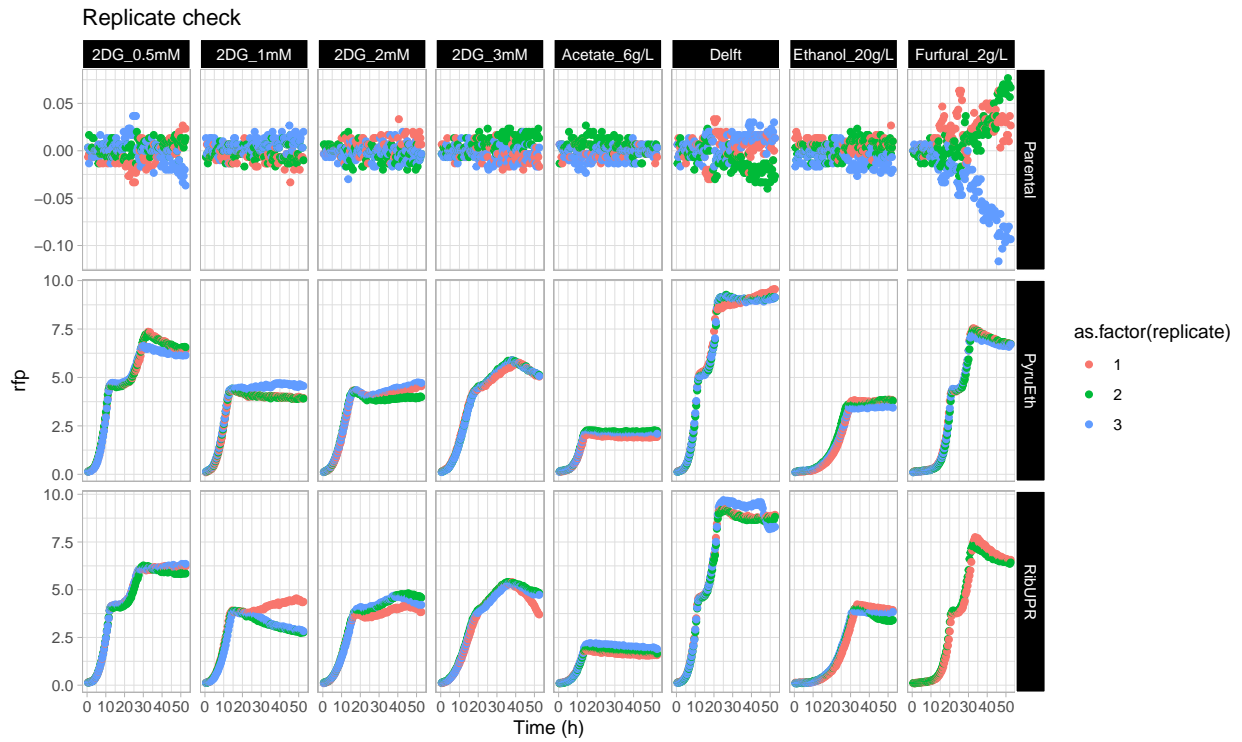 Replicate check
2DG_0.5mM 2DG_1mM 2DG_2mM 2DG_3mM Acetate_6g/L Delft Ethanol_20g/L Furfural_2g/L
0.05
0.00
−0.05
−0.10
Parental
10.0
7.5
5.0
2.5
0.0
PyruEth
10.0
7.5
5.0
2.5
0.0
RibUPR
rfp
0 1020304050 0 1020304050 0 1020304050 0 1020304050 0 1020304050 0 1020304050 0 1020304050 0 1020304050
Time (h)
as.factor(replicate)
1
2
3